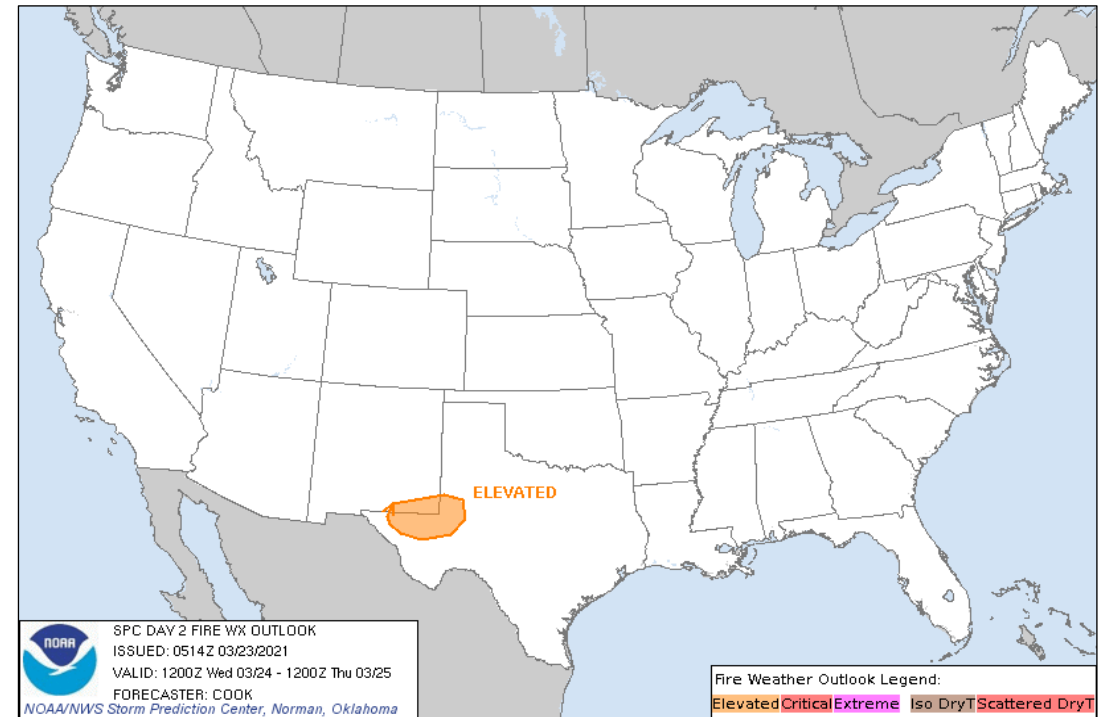 ELEVATED
NOAA
SPC DAY 2 FIRE WX OUTLOOK
ISSUED: 0514Z 03/23/2021
VALID: 1200Z Wed 03/24 - 1200Z Thu 03/25
FORECASTER: COOK
NOAA/NWS Storm Prediction Center, Norman, Oklahoma
Fire Weather Outlook Legend:
Elevated Critical Extreme Iso DryT Scattered DryT